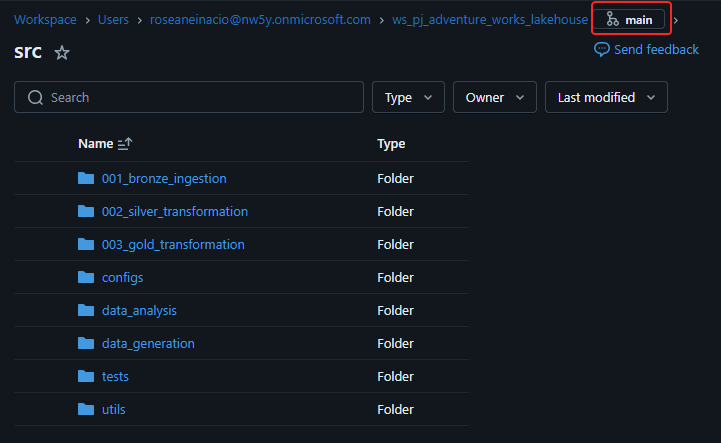 Workspace > Users > roseaneinacio@nw5y.onmicrosoft.com > ws_pj_adventure_works_lakehouse main >
src
Send feedback
Search Type Owner Last modified
Name Type
001_bronze_ingestion Folder
002_silver_transformation Folder
003_gold_transformation Folder
configs Folder
data_analysis Folder
data_generation Folder
tests Folder
utils Folder